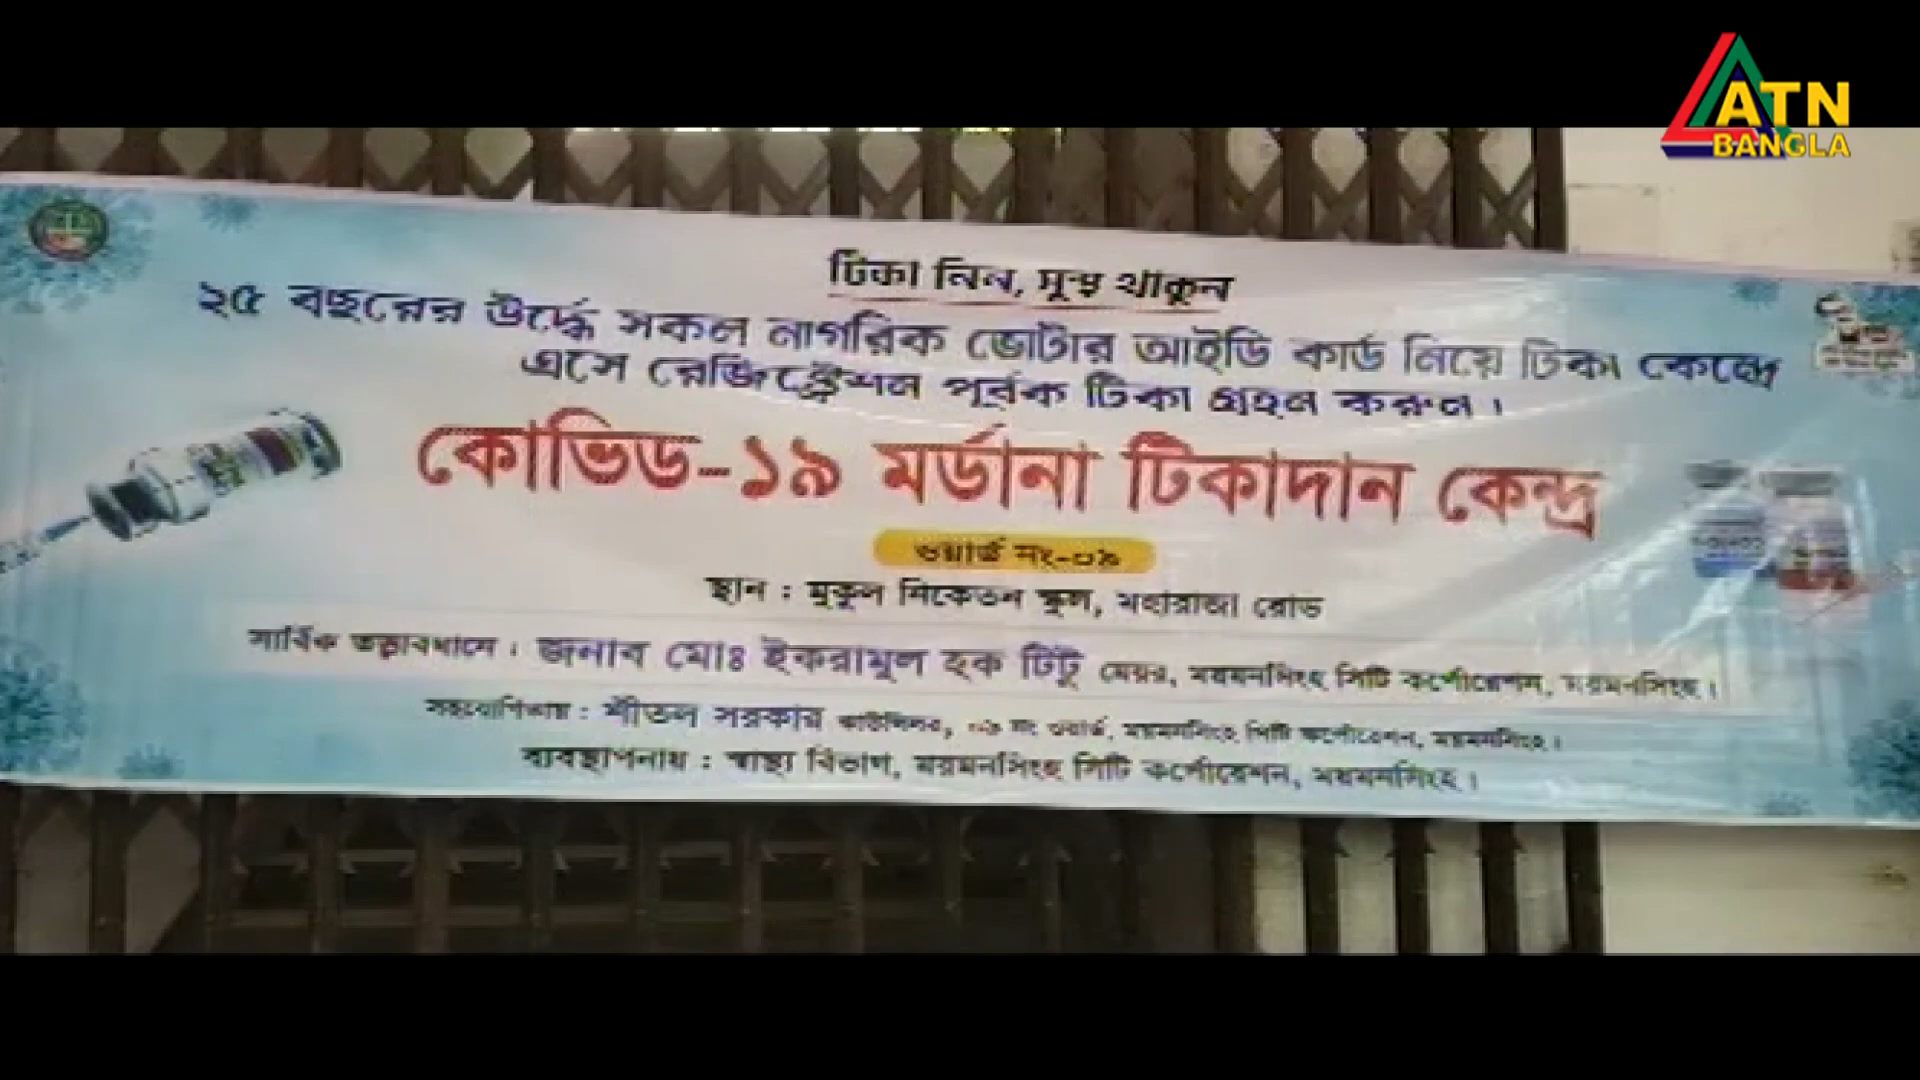 ATN
BANGLA
টিকা নিন, সুস্থ থাকুন
২৫ বছরের উর্দ্ধে সকল নাগরিক ভোটার আইডি কার্ড নিয়ে টিকা কেন্দ্রে
এসে রেজিস্ট্রেশন পূর্বক টিকা গ্রহন করুন।
কোভিড-১৯ মর্ডানা টিকাদান কেন্দ্র
ওয়ার্ড নং-০৯
স্থান : মুকুল নিকেতন স্কুল, মহারাজা রোড
সার্বিক তত্ত্বাবধানে : জনাব মোঃ ইকরামুল হক টিটু মেয়র, ময়মনসিংহ সিটি কর্পোরেশন, ময়মনসিংহ।
সহযোগিতায় : শীতল সরকার কাউন্সিলর, ০৯ নং ওয়ার্ড, ময়মনসিংহ সিটি কর্পোরেশন, ময়মনসিংহ।
ব্যবস্থাপনায় : স্বাস্থ্য বিভাগ, ময়মনসিংহ সিটি কর্পোরেশন, ময়মনসিংহ।